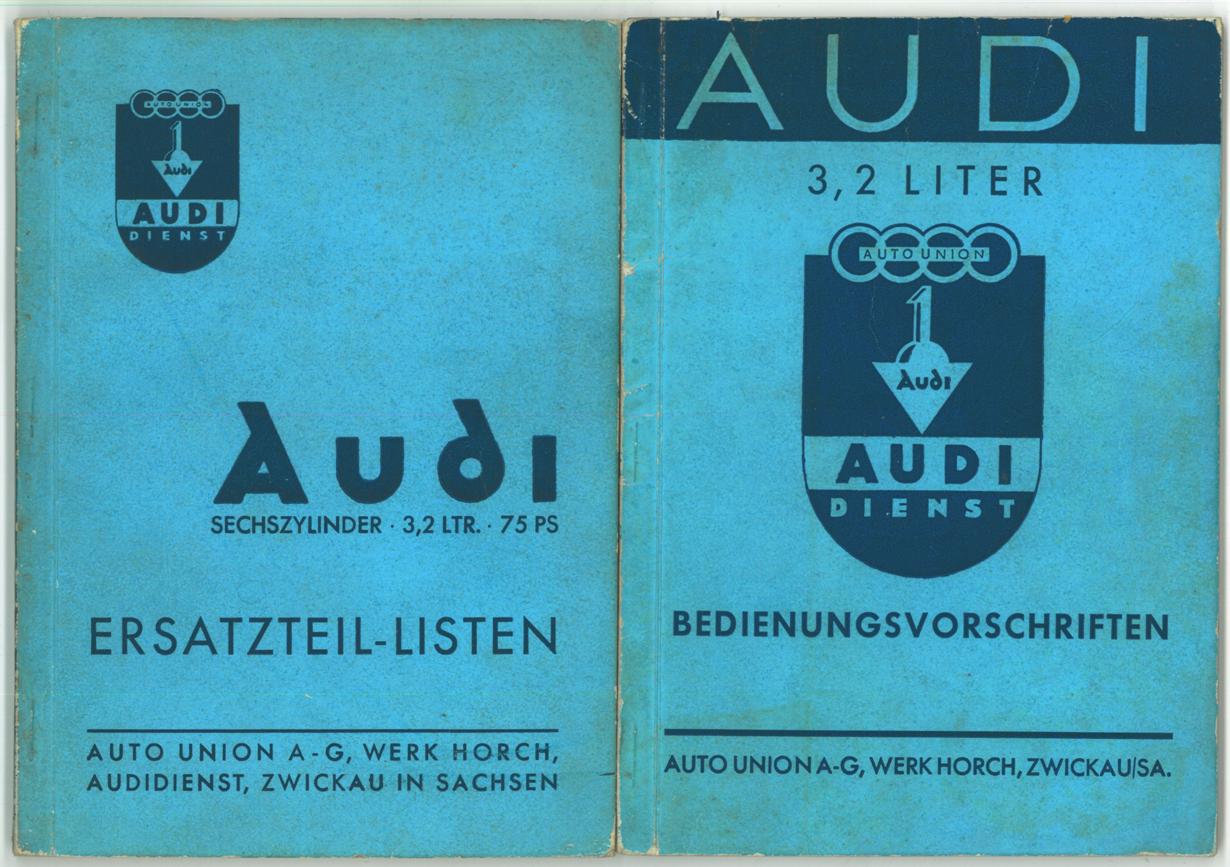 AUTO UNION
1
Audi
AUDI
DIENST
Audi
SECHSZYLINDER · 3,2 LTR. · 75 PS
ERSATZTEIL-LISTEN
AUTO UNION A-G, WERK HORCH,
AUDIDIENST, ZWICKAU IN SACHSEN
AUDI
3,2 LITER
AUTO UNION
1
Audi
AUDI
DIENST
BEDIENUNGSVORSCHRIFTEN
AUTO UNION A-G, WERK HORCH, ZWICKAU/SA.